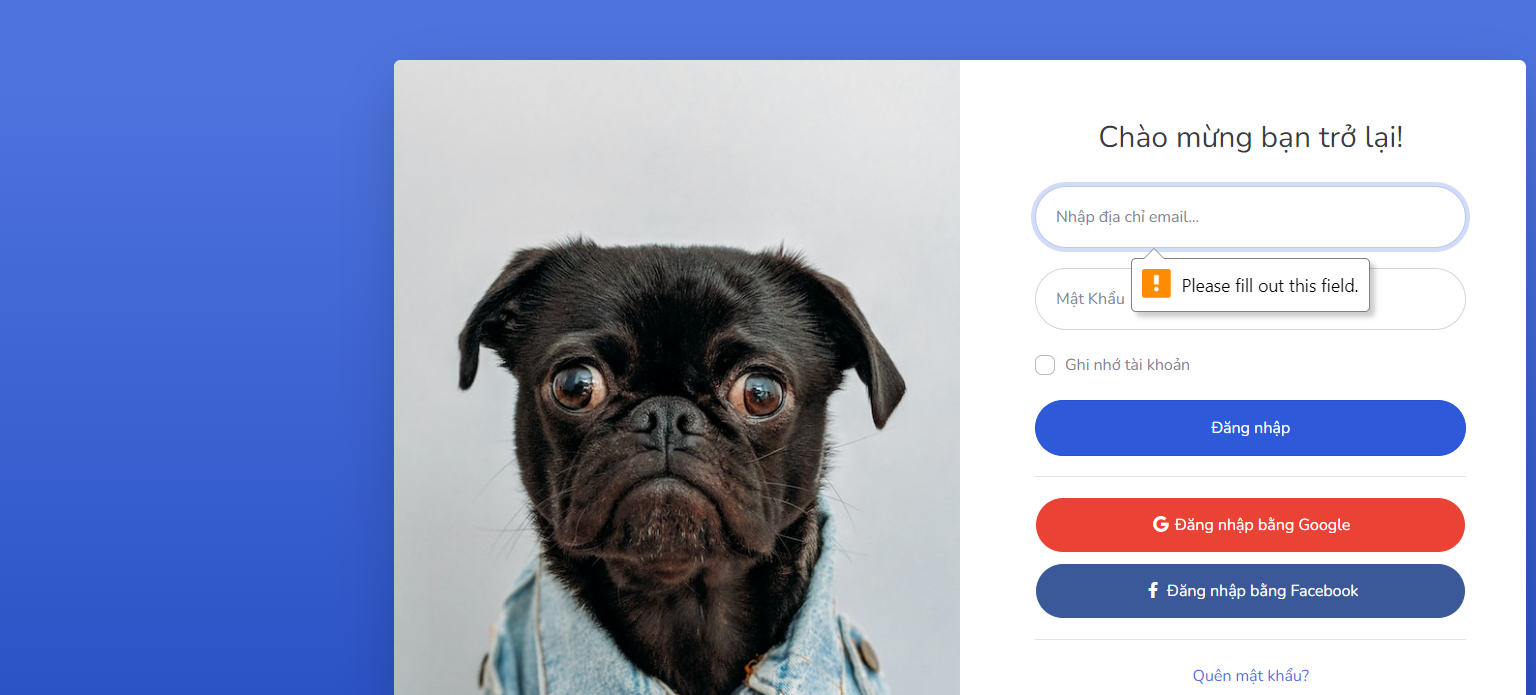 Chào mừng bạn trở lại!
Nhập địa chỉ email...
Please fill out this field.
Mật Khẩu
Ghi nhớ tài khoản
Đăng nhập
Đăng nhập bằng Google
Đăng nhập bằng Facebook
Quên mật khẩu?